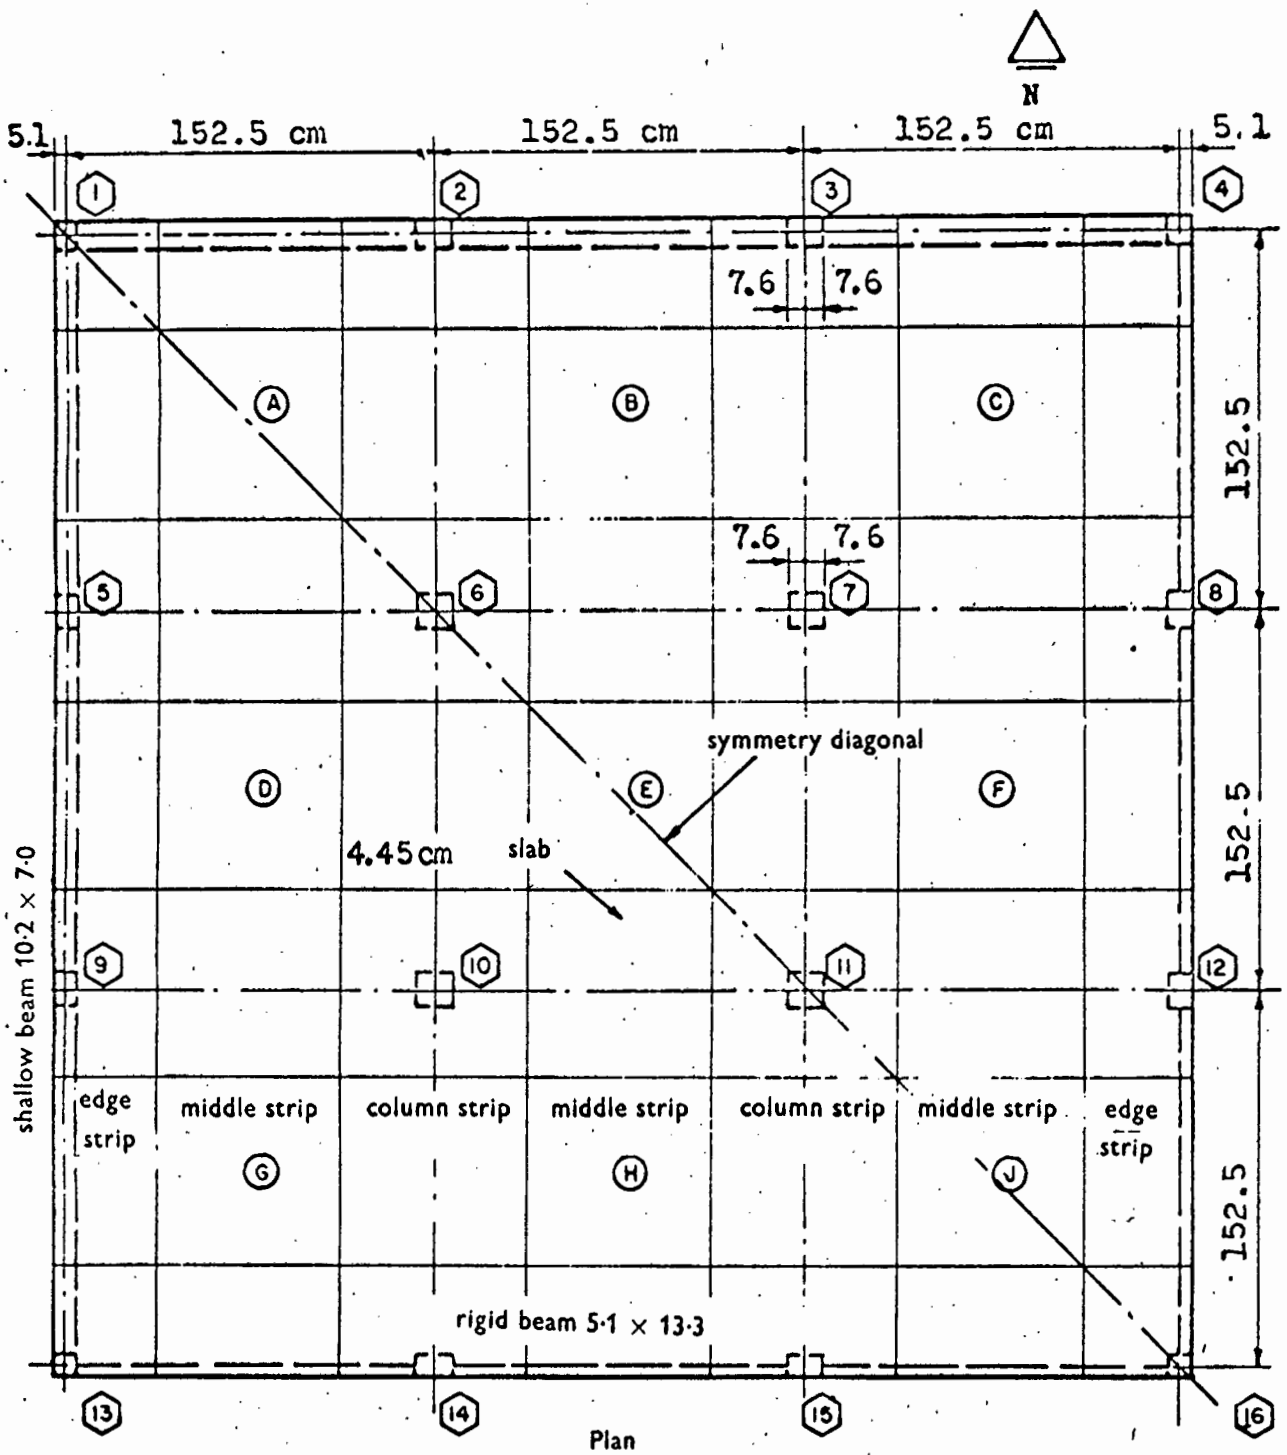 N
5.1 152.5 cm 152.5 cm 152.5 cm 5.1
1 2 3 4
7.6 7.6
A B C
152.5
7.6 7.6
5 6 7 8
symmetry diagonal
D E F
152.5
4.45cm slab
shallow beam 10·2 × 7·0
9 10 11 12
edge strip
middle strip
column strip
middle strip
column strip
middle strip
edge strip
G H J
152.5
rigid beam 5·1 × 13·3
13 14 15 16
Plan